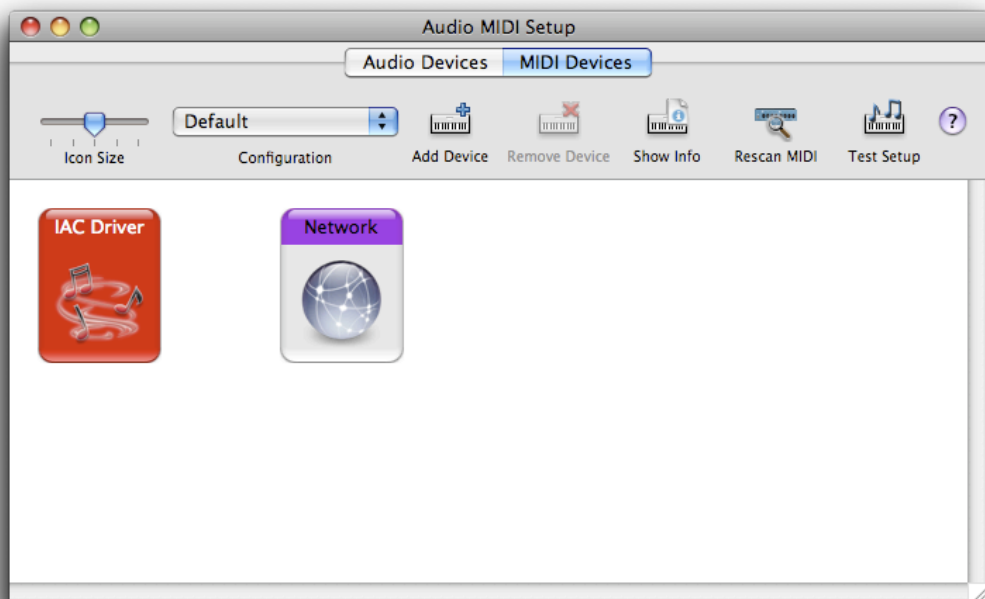 Audio MIDI Setup
Audio Devices MIDI Devices
Default
Icon Size Configuration Add Device Remove Device Show Info Rescan MIDI Test Setup ?
IAC Driver Network